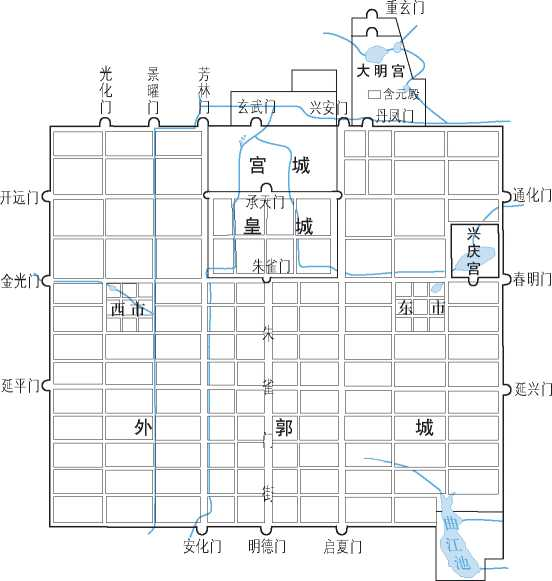 重玄门
大明宫
含元殿
丹凤门
光化门
景曜门
芳林门
玄武门
兴安门
宫城
承天门
皇城
朱雀门
开远门
通化门
兴庆宫
金光门
春明门
西市
东市
朱雀门街
延平门
延兴门
外郭城
曲江池
安化门
明德门
启夏门